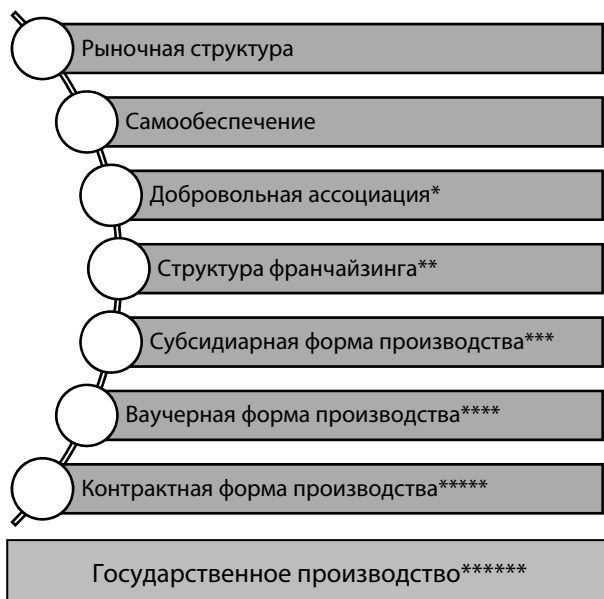 Рыночная структура
Самообеспечение
Добровольная ассоциация*
Структура франчайзинга**
Субсидиарная форма производства***
Ваучерная форма производства****
Контрактная форма производства*****
Государственное производство******